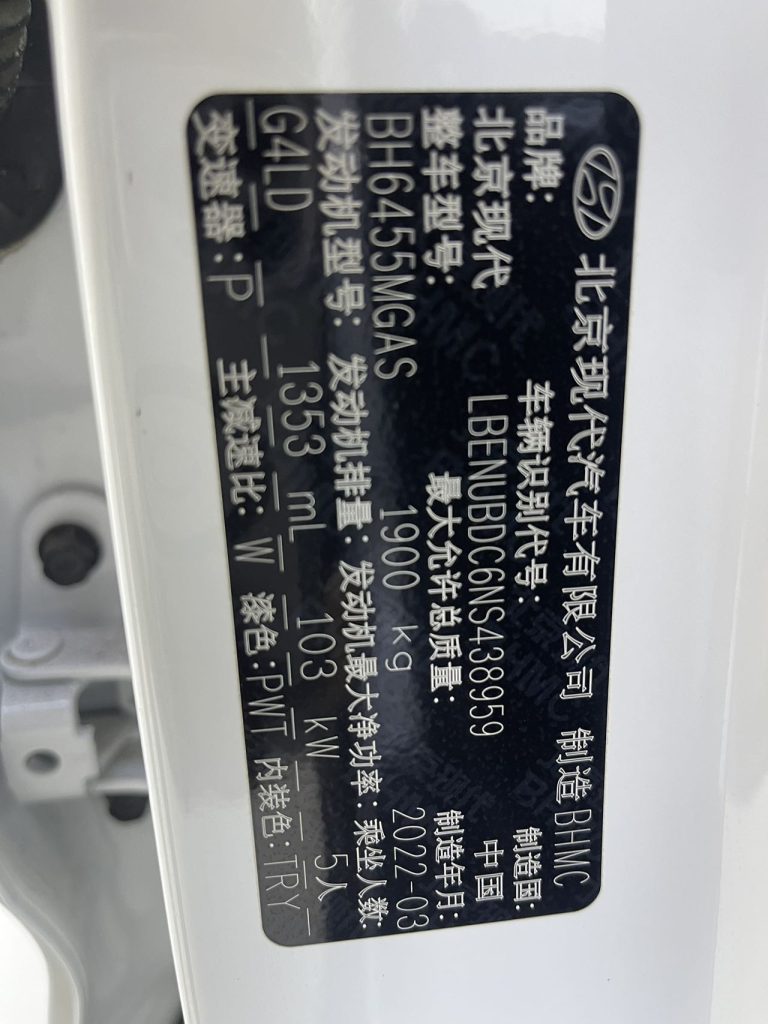 北京现代汽车有限公司 制造 BHMC
品牌: 车辆识别代号: 制造国:
北京现代 LBENUBDC6NS438959 中国
整车型号: 最大允许总质量: 制造年月:
BH6455MGAS 1900 kg 2022-03
发动机型号: 发动机排量: 发动机最大净功率: 乘坐人数:
G4LD 1353 mL 103 kW 5人
变速器: P 主减速比: W 漆色: PWT 内装色: TRY